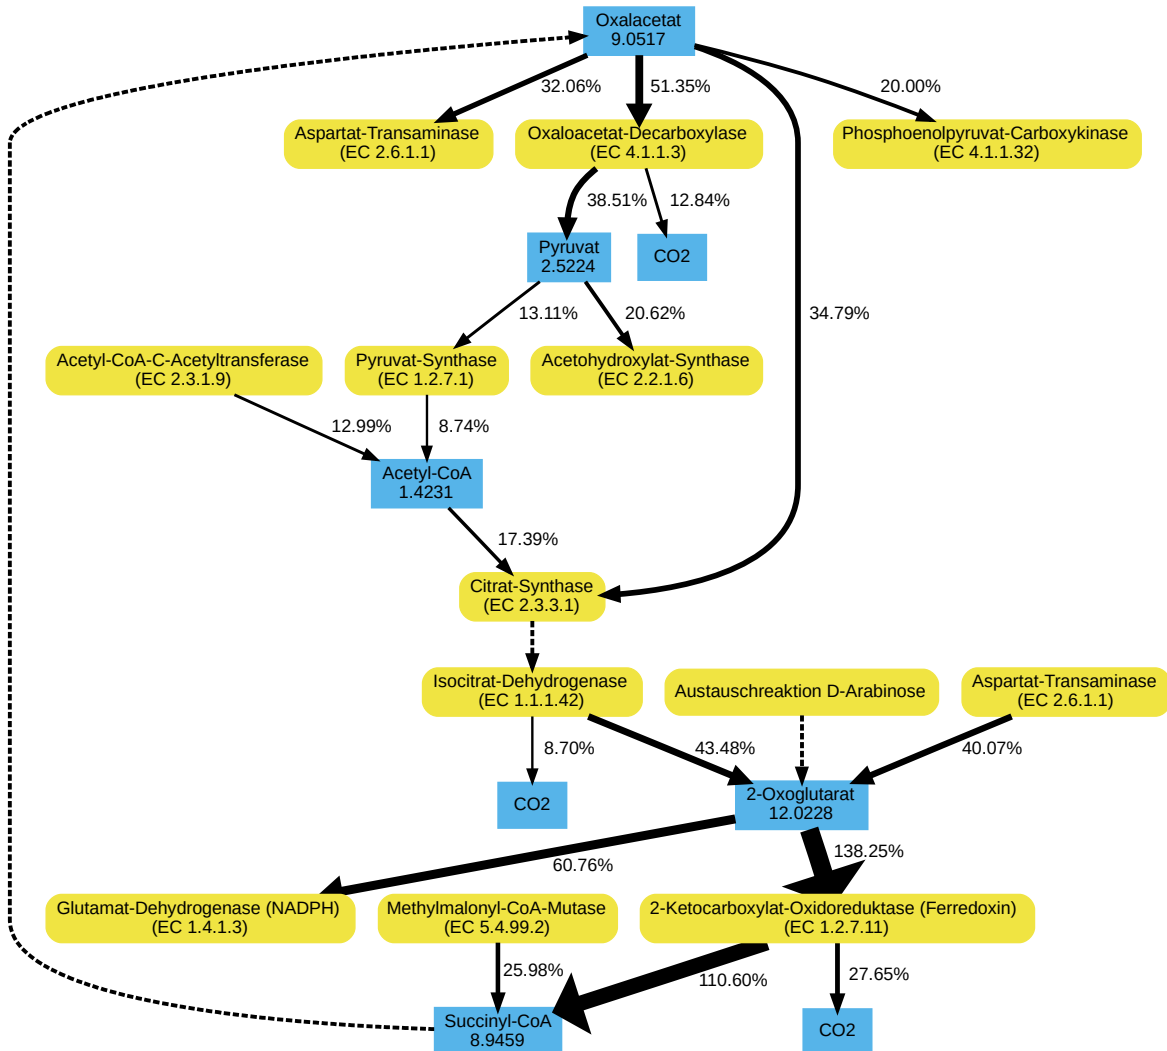 Oxalacetat
9.0517
32.06%
51.35%
20.00%
Aspartat-Transaminase
(EC 2.6.1.1)
Oxaloacetat-Decarboxylase
(EC 4.1.1.3)
Phosphoenolpyruvat-Carboxykinase
(EC 4.1.1.32)
38.51%
12.84%
Pyruvat
2.5224
CO2
13.11%
20.62%
34.79%
Acetyl-CoA-C-Acetyltransferase
(EC 2.3.1.9)
Pyruvat-Synthase
(EC 1.2.7.1)
Acetohydroxylat-Synthase
(EC 2.2.1.6)
12.99%
8.74%
Acetyl-CoA
1.4231
17.39%
Citrat-Synthase
(EC 2.3.3.1)
Isocitrat-Dehydrogenase
(EC 1.1.1.42)
Austauschreaktion D-Arabinose
Aspartat-Transaminase
(EC 2.6.1.1)
8.70%
43.48%
40.07%
CO2
2-Oxoglutarat
12.0228
60.76%
138.25%
Glutamat-Dehydrogenase (NADPH)
(EC 1.4.1.3)
Methylmalonyl-CoA-Mutase
(EC 5.4.99.2)
2-Ketocarboxylat-Oxidoreduktase (Ferredoxin)
(EC 1.2.7.11)
25.98%
110.60%
27.65%
Succinyl-CoA
8.9459
CO2